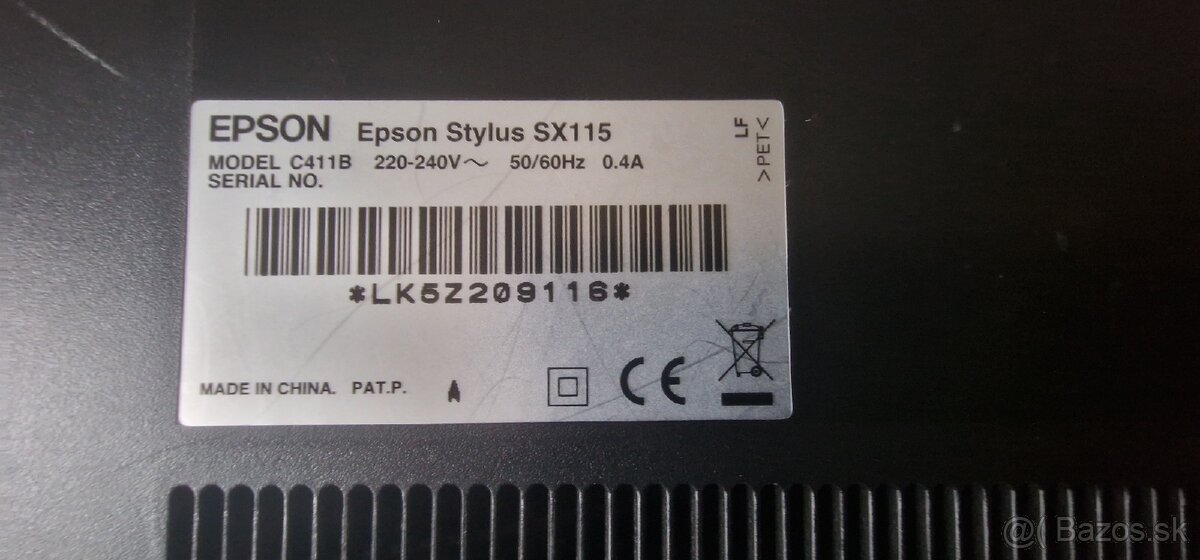 EPSON Epson Stylus SX115
MODEL C411B 220-240V~ 50/60Hz 0.4A
SERIAL NO.
*LK5Z209116*
MADE IN CHINA. PAT.P. A
CE
LF
>PET<
@( Bazos.sk